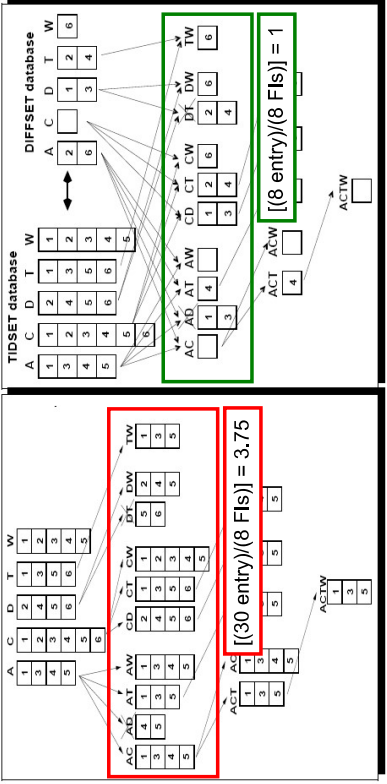 A C D T W
1 1 2 1 1
3 2 4 3 2
4 3 5 5 3
5 4 6 6 4
5 5
6
AC AD AT AW CD CT CW DT DW TW
1 4 1 1 2 1 1 5 2 1
3 5 3 3 4 3 2 6 4 3
4 5 4 5 5 3 5 5
5 5 6 6 4
5
[(30 entry)/(8 FIs)] = 3.75
ACT AC
1 1 5 5 5
3 3
5 4
5
ACTW
1
3
5
TIDSET database DIFFSET database
A C D T W A C D T W
1 1 2 1 1 2 1 2 6
3 2 4 3 2 6 3 4
4 3 5 5 3
5 4 6 6 4
5 5
6
AC AD AT AW CD CT CW DT DW TW
1 4 1 2 6 2 6 6
3 3 4 4
[(8 entry)/(8 FIs)] = 1
ACT ACW
4
ACTW